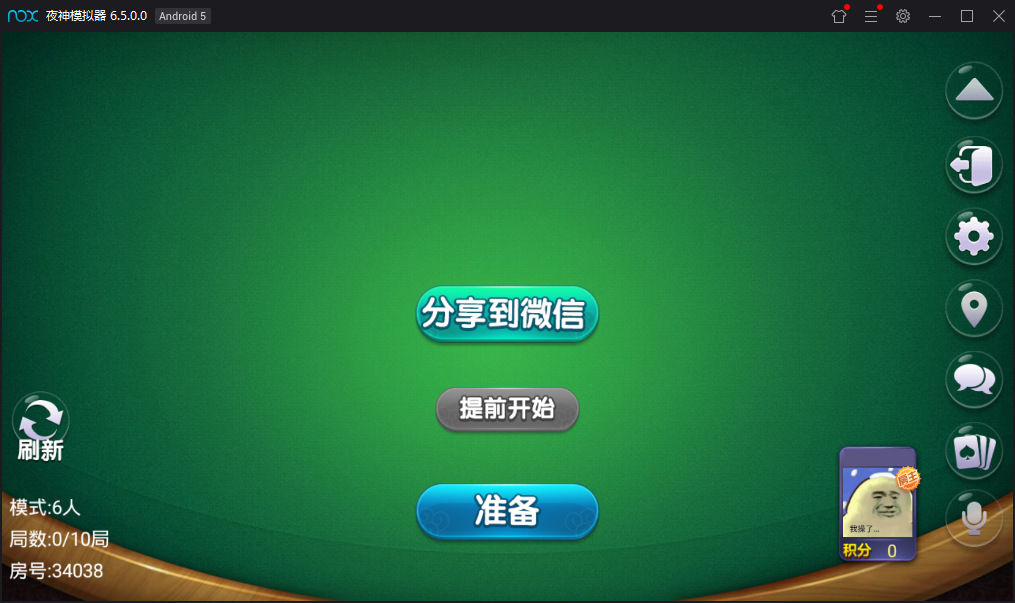 nox 夜神模拟器 6.5.0.0 Android 5
分享到微信
提前开始
准备
刷新
模式:6人
局数:0/10局
房号:34038
我操了...
积分 0